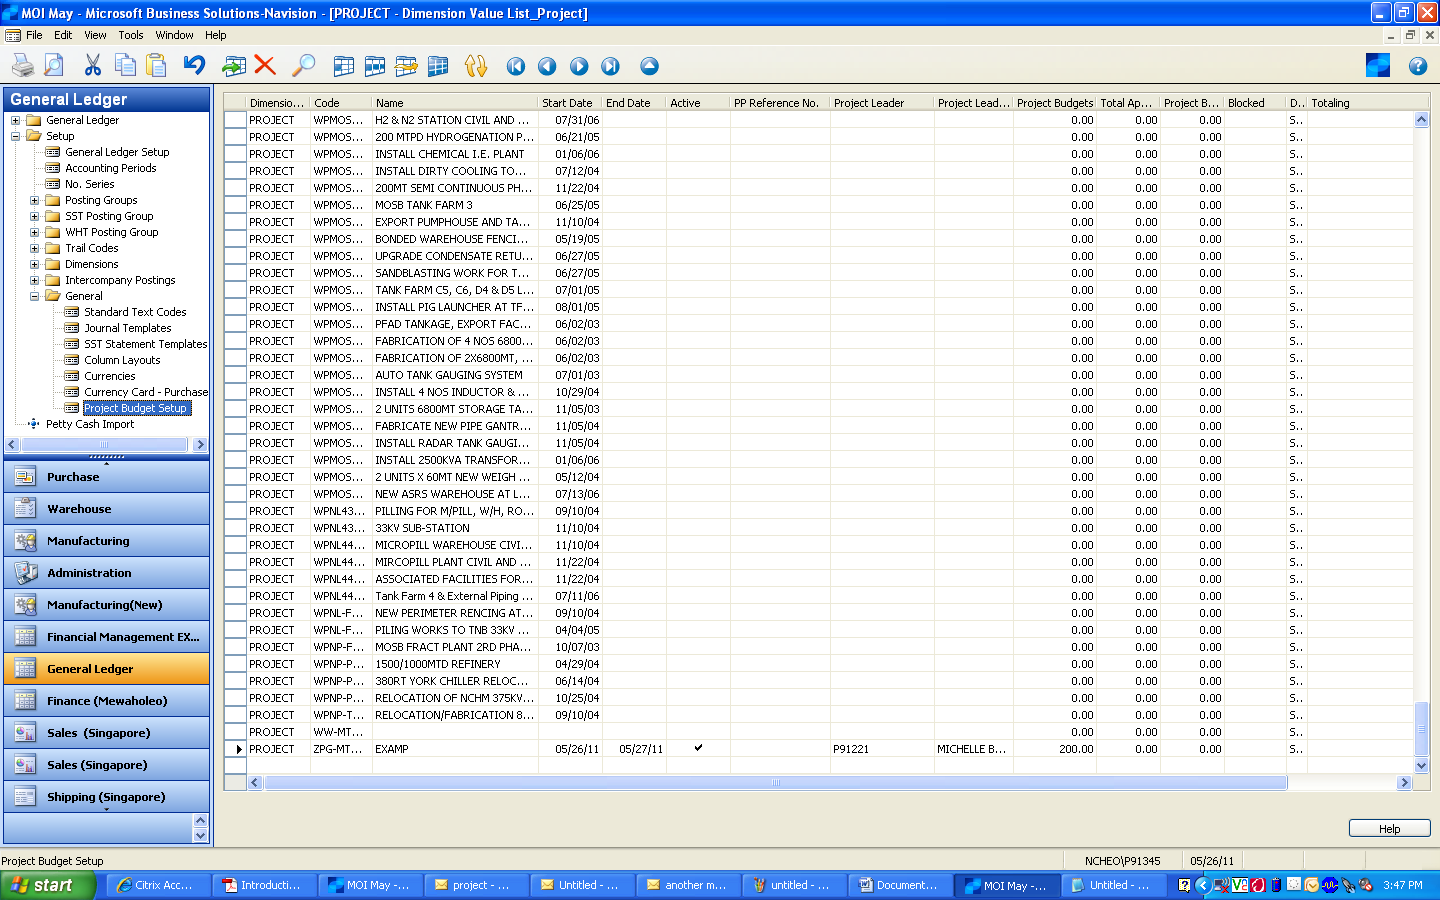 MOI May - Microsoft Business Solutions-Navision - [PROJECT - Dimension Value List_Project]
File Edit View Tools Window Help
General Ledger
General Ledger
Setup
General Ledger Setup
Accounting Periods
No. Series
Posting Groups
SST Posting Group
WHT Posting Group
Trail Codes
Dimensions
Intercompany Postings
General
Standard Text Codes
Journal Templates
SST Statement Templates
Column Layouts
Currencies
Currency Card - Purchase
Project Budget Setup
Petty Cash Import
Purchase
Warehouse
Manufacturing
Administration
Manufacturing(New)
Financial Management EX...
General Ledger
Finance (Mewaholeo)
Sales (Singapore)
Sales (Singapore)
Shipping (Singapore)
Dimensio... Code Name Start Date End Date Active PP Reference No. Project Leader Project Lead... Project Budgets Total Ap... Project B... Blocked D.. Totaling
PROJECT WPMOS... H2 & N2 STATION CIVIL AND ... 07/31/06 0.00 0.00 0.00 S..
PROJECT WPMOS... 200 MTPD HYDROGENATION P... 06/21/05 0.00 0.00 0.00 S..
PROJECT WPMOS... INSTALL CHEMICAL I.E. PLANT 01/06/06 0.00 0.00 0.00 S..
PROJECT WPMOS... INSTALL DIRTY COOLING TO... 07/12/04 0.00 0.00 0.00 S..
PROJECT WPMOS... 200MT SEMI CONTINUOUS PH... 11/22/04 0.00 0.00 0.00 S..
PROJECT WPMOS... MOSB TANK FARM 3 06/25/05 0.00 0.00 0.00 S..
PROJECT WPMOS... EXPORT PUMPHOUSE AND TA... 11/10/04 0.00 0.00 0.00 S..
PROJECT WPMOS... BONDED WAREHOUSE FENCI... 05/19/05 0.00 0.00 0.00 S..
PROJECT WPMOS... UPGRADE CONDENSATE RETU... 06/27/05 0.00 0.00 0.00 S..
PROJECT WPMOS... SANDBLASTING WORK FOR T... 06/27/05 0.00 0.00 0.00 S..
PROJECT WPMOS... TANK FARM C5, C6, D4 & D5 L... 07/01/05 0.00 0.00 0.00 S..
PROJECT WPMOS... INSTALL PIG LAUNCHER AT TF... 08/01/05 0.00 0.00 0.00 S..
PROJECT WPMOS... PFAD TANKAGE, EXPORT FAC... 06/02/03 0.00 0.00 0.00 S..
PROJECT WPMOS... FABRICATION OF 4 NOS 6800... 06/02/03 0.00 0.00 0.00 S..
PROJECT WPMOS... FABRICATION OF 2X6800MT, ... 06/02/03 0.00 0.00 0.00 S..
PROJECT WPMOS... AUTO TANK GAUGING SYSTEM 07/01/03 0.00 0.00 0.00 S..
PROJECT WPMOS... INSTALL 4 NOS INDUCTOR & ... 10/29/04 0.00 0.00 0.00 S..
PROJECT WPMOS... 2 UNITS 6800MT STORAGE TA... 11/05/03 0.00 0.00 0.00 S..
PROJECT WPMOS... FABRICATE NEW PIPE GANTR... 11/05/04 0.00 0.00 0.00 S..
PROJECT WPMOS... INSTALL RADAR TANK GAUGI... 11/05/04 0.00 0.00 0.00 S..
PROJECT WPMOS... INSTALL 2500KVA TRANSFOR... 01/06/06 0.00 0.00 0.00 S..
PROJECT WPMOS... 2 UNITS X 60MT NEW WEIGH ... 05/12/04 0.00 0.00 0.00 S..
PROJECT WPMOS... NEW ASRS WAREHOUSE AT L... 07/13/06 0.00 0.00 0.00 S..
PROJECT WPNL43... PILLING FOR M/PILL, W/H, RO... 09/10/04 0.00 0.00 0.00 S..
PROJECT WPNL43... 33KV SUB-STATION 11/10/04 0.00 0.00 0.00 S..
PROJECT WPNL44... MICROPILL WAREHOUSE CIVI... 11/10/04 0.00 0.00 0.00 S..
PROJECT WPNL44... MIRCOPILL PLANT CIVIL AND ... 11/22/04 0.00 0.00 0.00 S..
PROJECT WPNL44... ASSOCIATED FACILITIES FOR... 11/22/04 0.00 0.00 0.00 S..
PROJECT WPNL44... Tank Farm 4 & External Piping ... 07/11/06 0.00 0.00 0.00 S..
PROJECT WPNL-F... NEW PERIMETER RENCING AT... 09/10/04 0.00 0.00 0.00 S..
PROJECT WPNL-F... PILING WORKS TO TNB 33KV ... 04/04/05 0.00 0.00 0.00 S..
PROJECT WPNP-F... MOSB FRACT PLANT 2RD PHA... 10/07/03 0.00 0.00 0.00 S..
PROJECT WPNP-P... 1500/1000MTD REFINERY 04/29/04 0.00 0.00 0.00 S..
PROJECT WPNP-P... 380RT YORK CHILLER RELOC... 06/14/04 0.00 0.00 0.00 S..
PROJECT WPNP-P... RELOCATION OF NCHM 375KV... 10/25/04 0.00 0.00 0.00 S..
PROJECT WPNP-T... RELOCATION/FABRICATION 8... 09/10/04 0.00 0.00 0.00 S..
PROJECT WW-MT... 0.00 0.00 0.00 S..
PROJECT ZPG-MT... EXAMP 05/26/11 05/27/11 P91221 MICHELLE B... 200.00 0.00 0.00 S..
Help
Project Budget Setup NCHEO\P91345 05/26/11
start Citrix Acc... Introducti... MOI May -... project - ... Untitled - ... another m... untitled - ... Document... MOI May -... Untitled - ... 3:47 PM